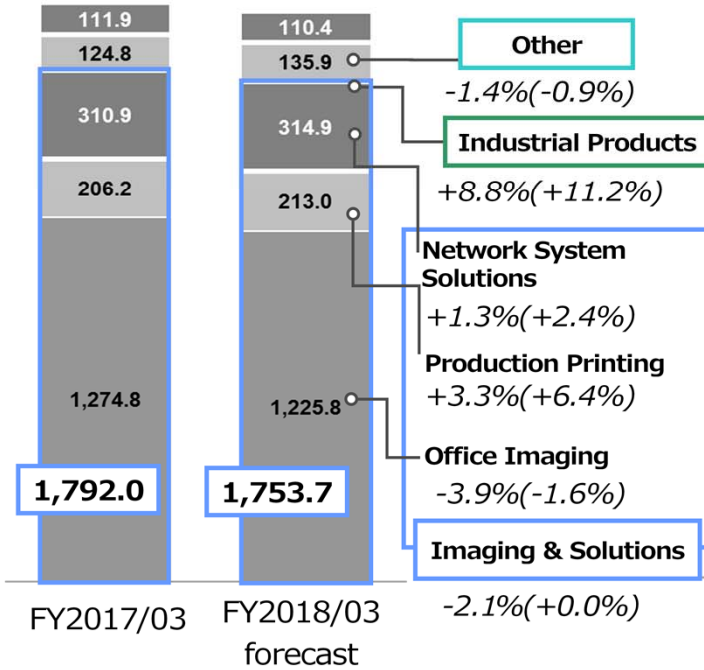 111.9
124.8
310.9
206.2
1,274.8
1,792.0
FY2017/03
110.4
135.9
314.9
213.0
1,225.8
1,753.7
FY2018/03
forecast
Other
-1.4%(-0.9%)
Industrial Products
+8.8%(+11.2%)
Network System
Solutions
+1.3%(+2.4%)
Production Printing
+3.3%(+6.4%)
Office Imaging
-3.9%(-1.6%)
Imaging & Solutions
-2.1%(+0.0%)